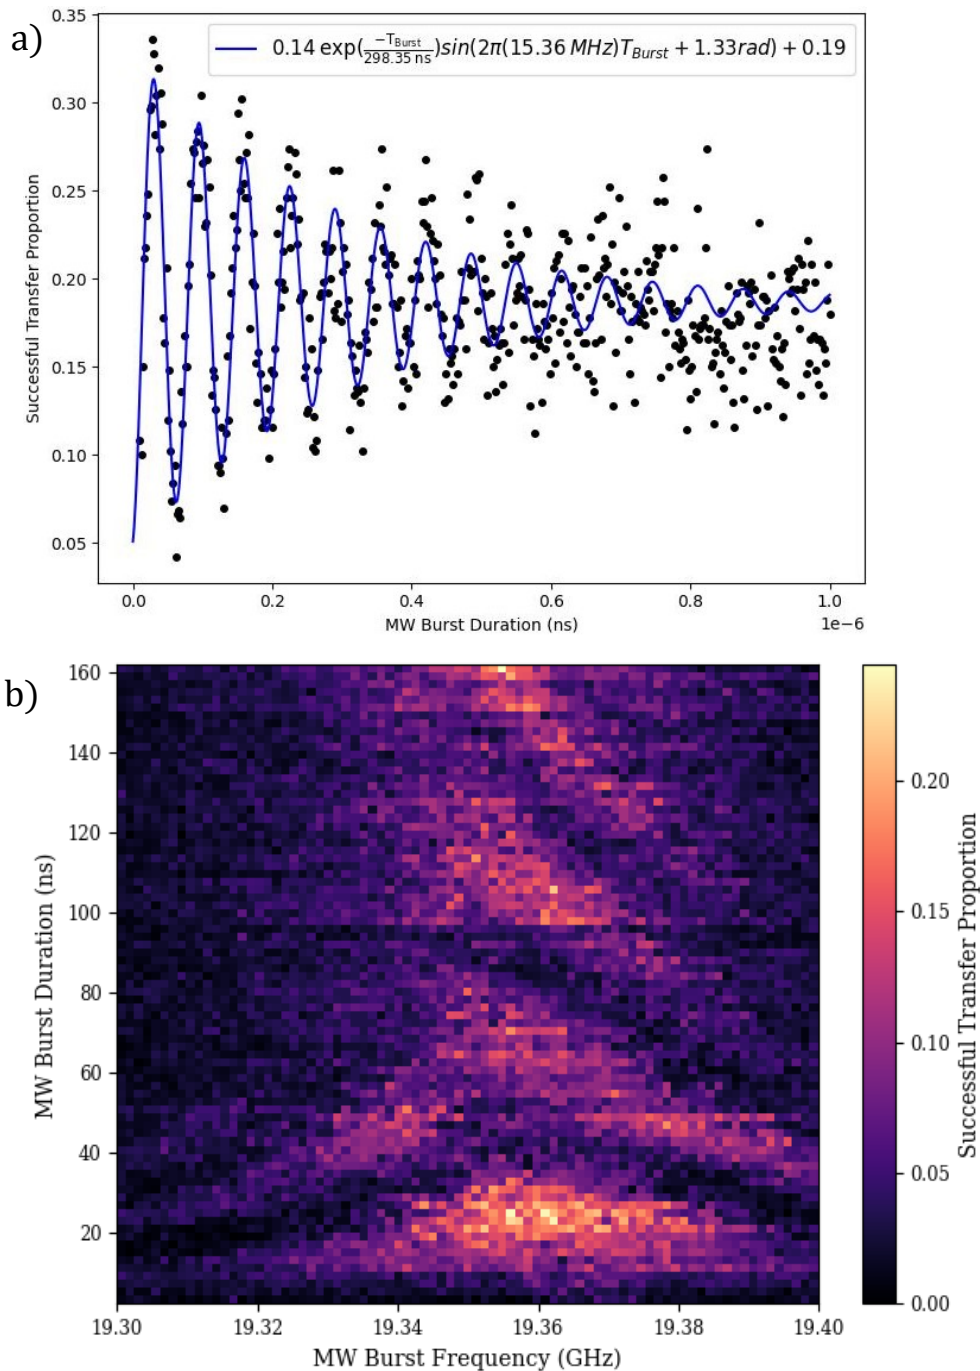 a)
0.14 exp(−T_Burst/298.35 ns)sin(2π(15.36 MHz)T_Burst + 1.33rad) + 0.19
0.35
0.30
0.25
0.20
0.15
0.10
0.05
Successful Transfer Proportion
0.0 0.2 0.4 0.6 0.8 1.0
1e−6
MW Burst Duration (ns)
b)
160
140
120
100
80
60
40
20
MW Burst Duration (ns)
19.30 19.32 19.34 19.36 19.38 19.40
MW Burst Frequency (GHz)
0.20
0.15
0.10
0.05
0.00
Successful Transfer Proportion